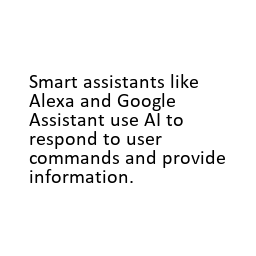 Smart assistants like
Alexa and Google
Assistant use AI to
respond to user
commands and provide
information.